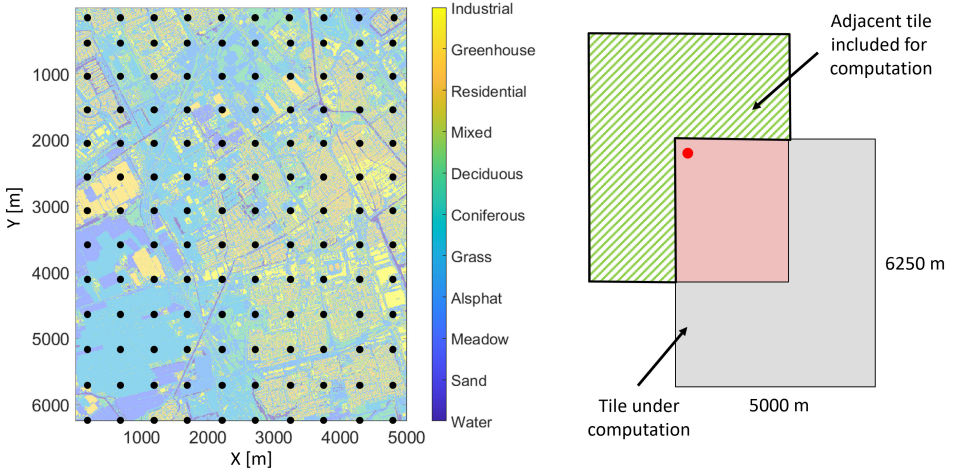 1000
2000
3000
4000
5000
6000
Y [m]
1000 2000 3000 4000 5000
X [m]
Industrial
Greenhouse
Residential
Mixed
Deciduous
Coniferous
Grass
Alsphat
Meadow
Sand
Water
Adjacent tile
included for
computation
6250 m
5000 m
Tile under
computation